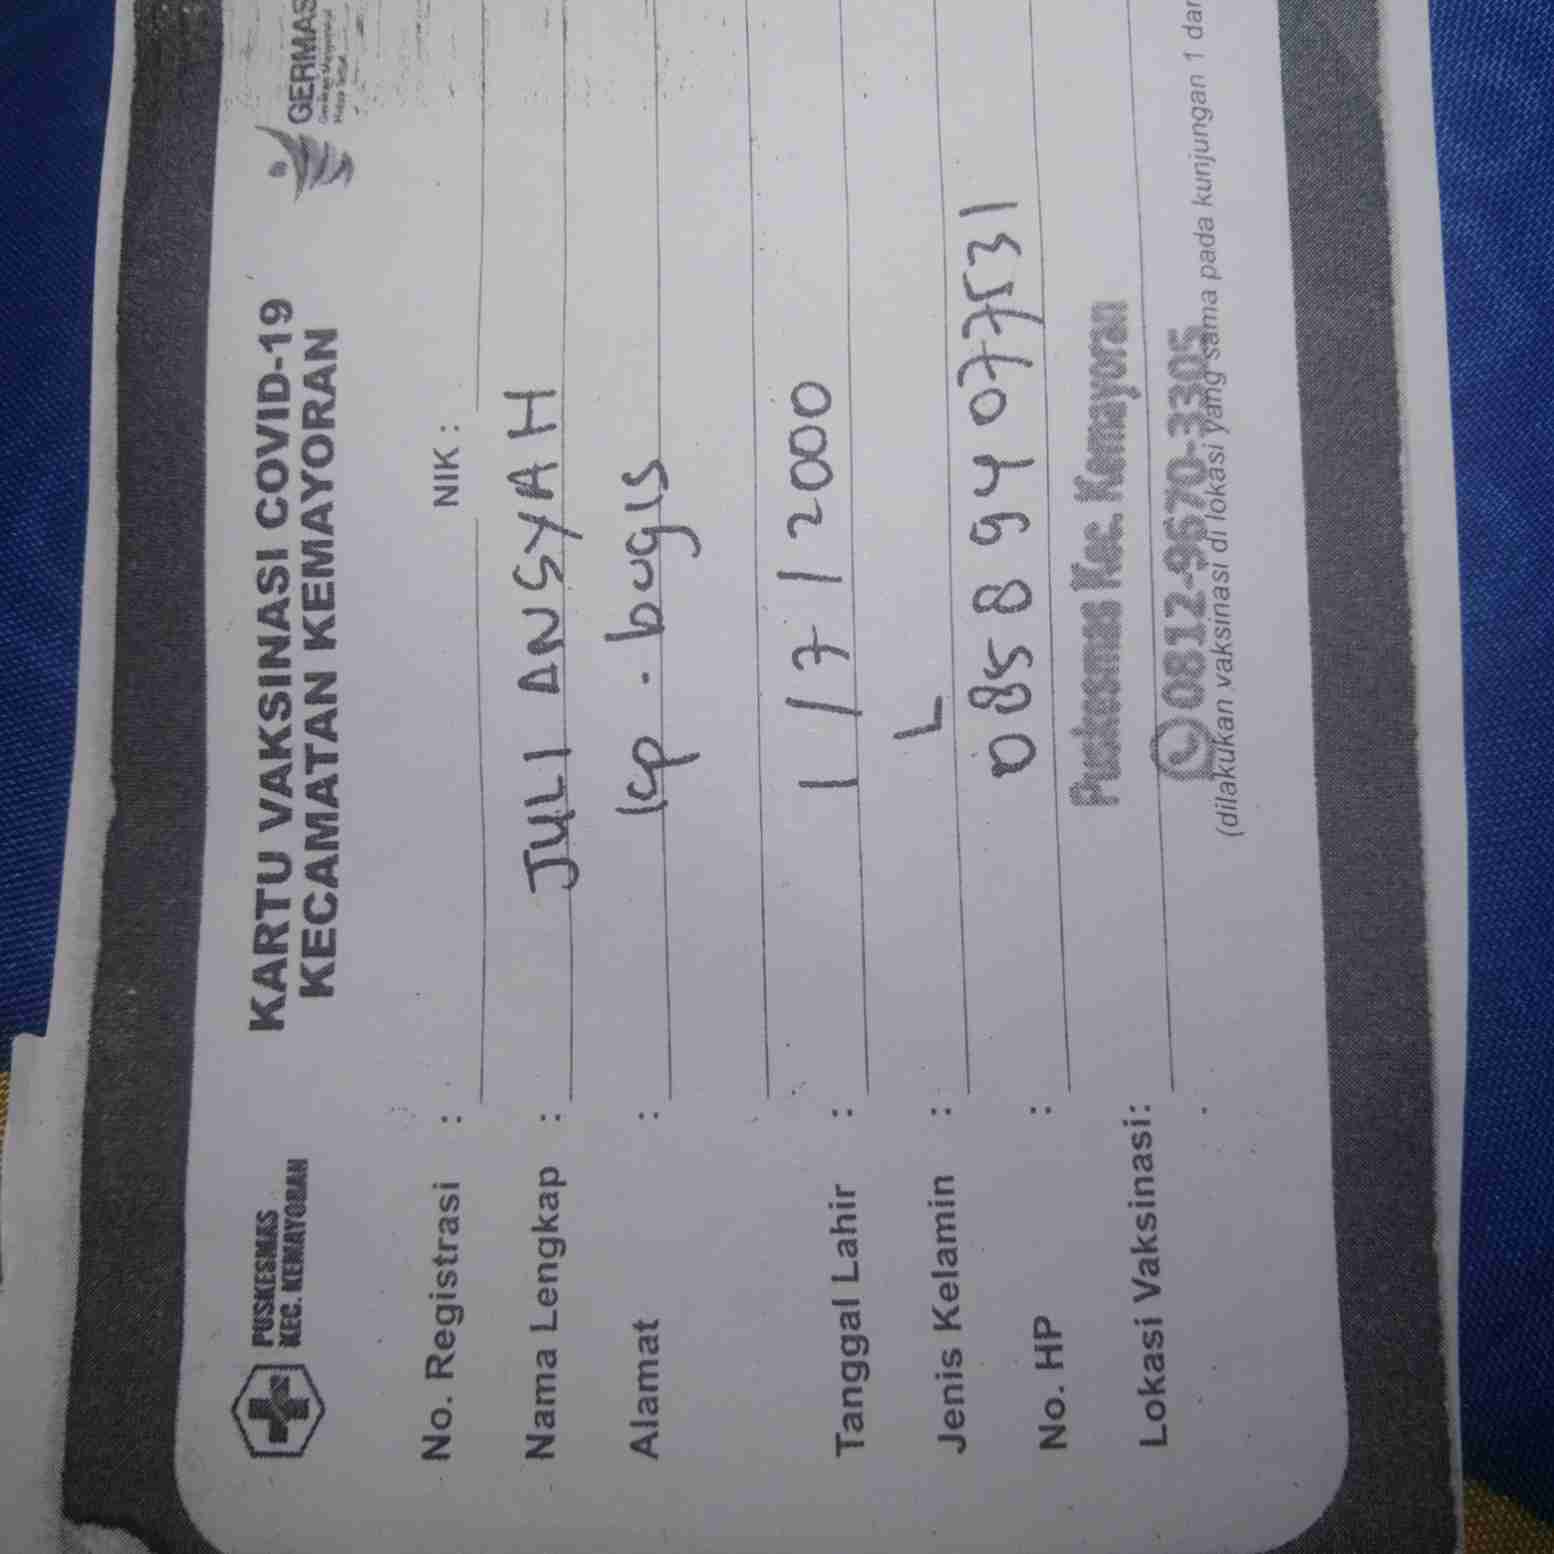 PUSKESMAS
KEC. KEMAYORAN
KARTU VAKSINASI COVID-19
KECAMATAN KEMAYORAN
GERMAS
No. Registrasi : NIK :
Nama Lengkap : JULIANSYAH
Alamat : kp. bugis
Tanggal Lahir : 1 / 7 / 2000
Jenis Kelamin : L
No. HP : 085894077531
Lokasi Vaksinasi: Puskesmas Kec. Kemayoran
0812-9670-3305
(dilakukan vaksinasi di lokasi yang sama pada kunjungan 1 dan